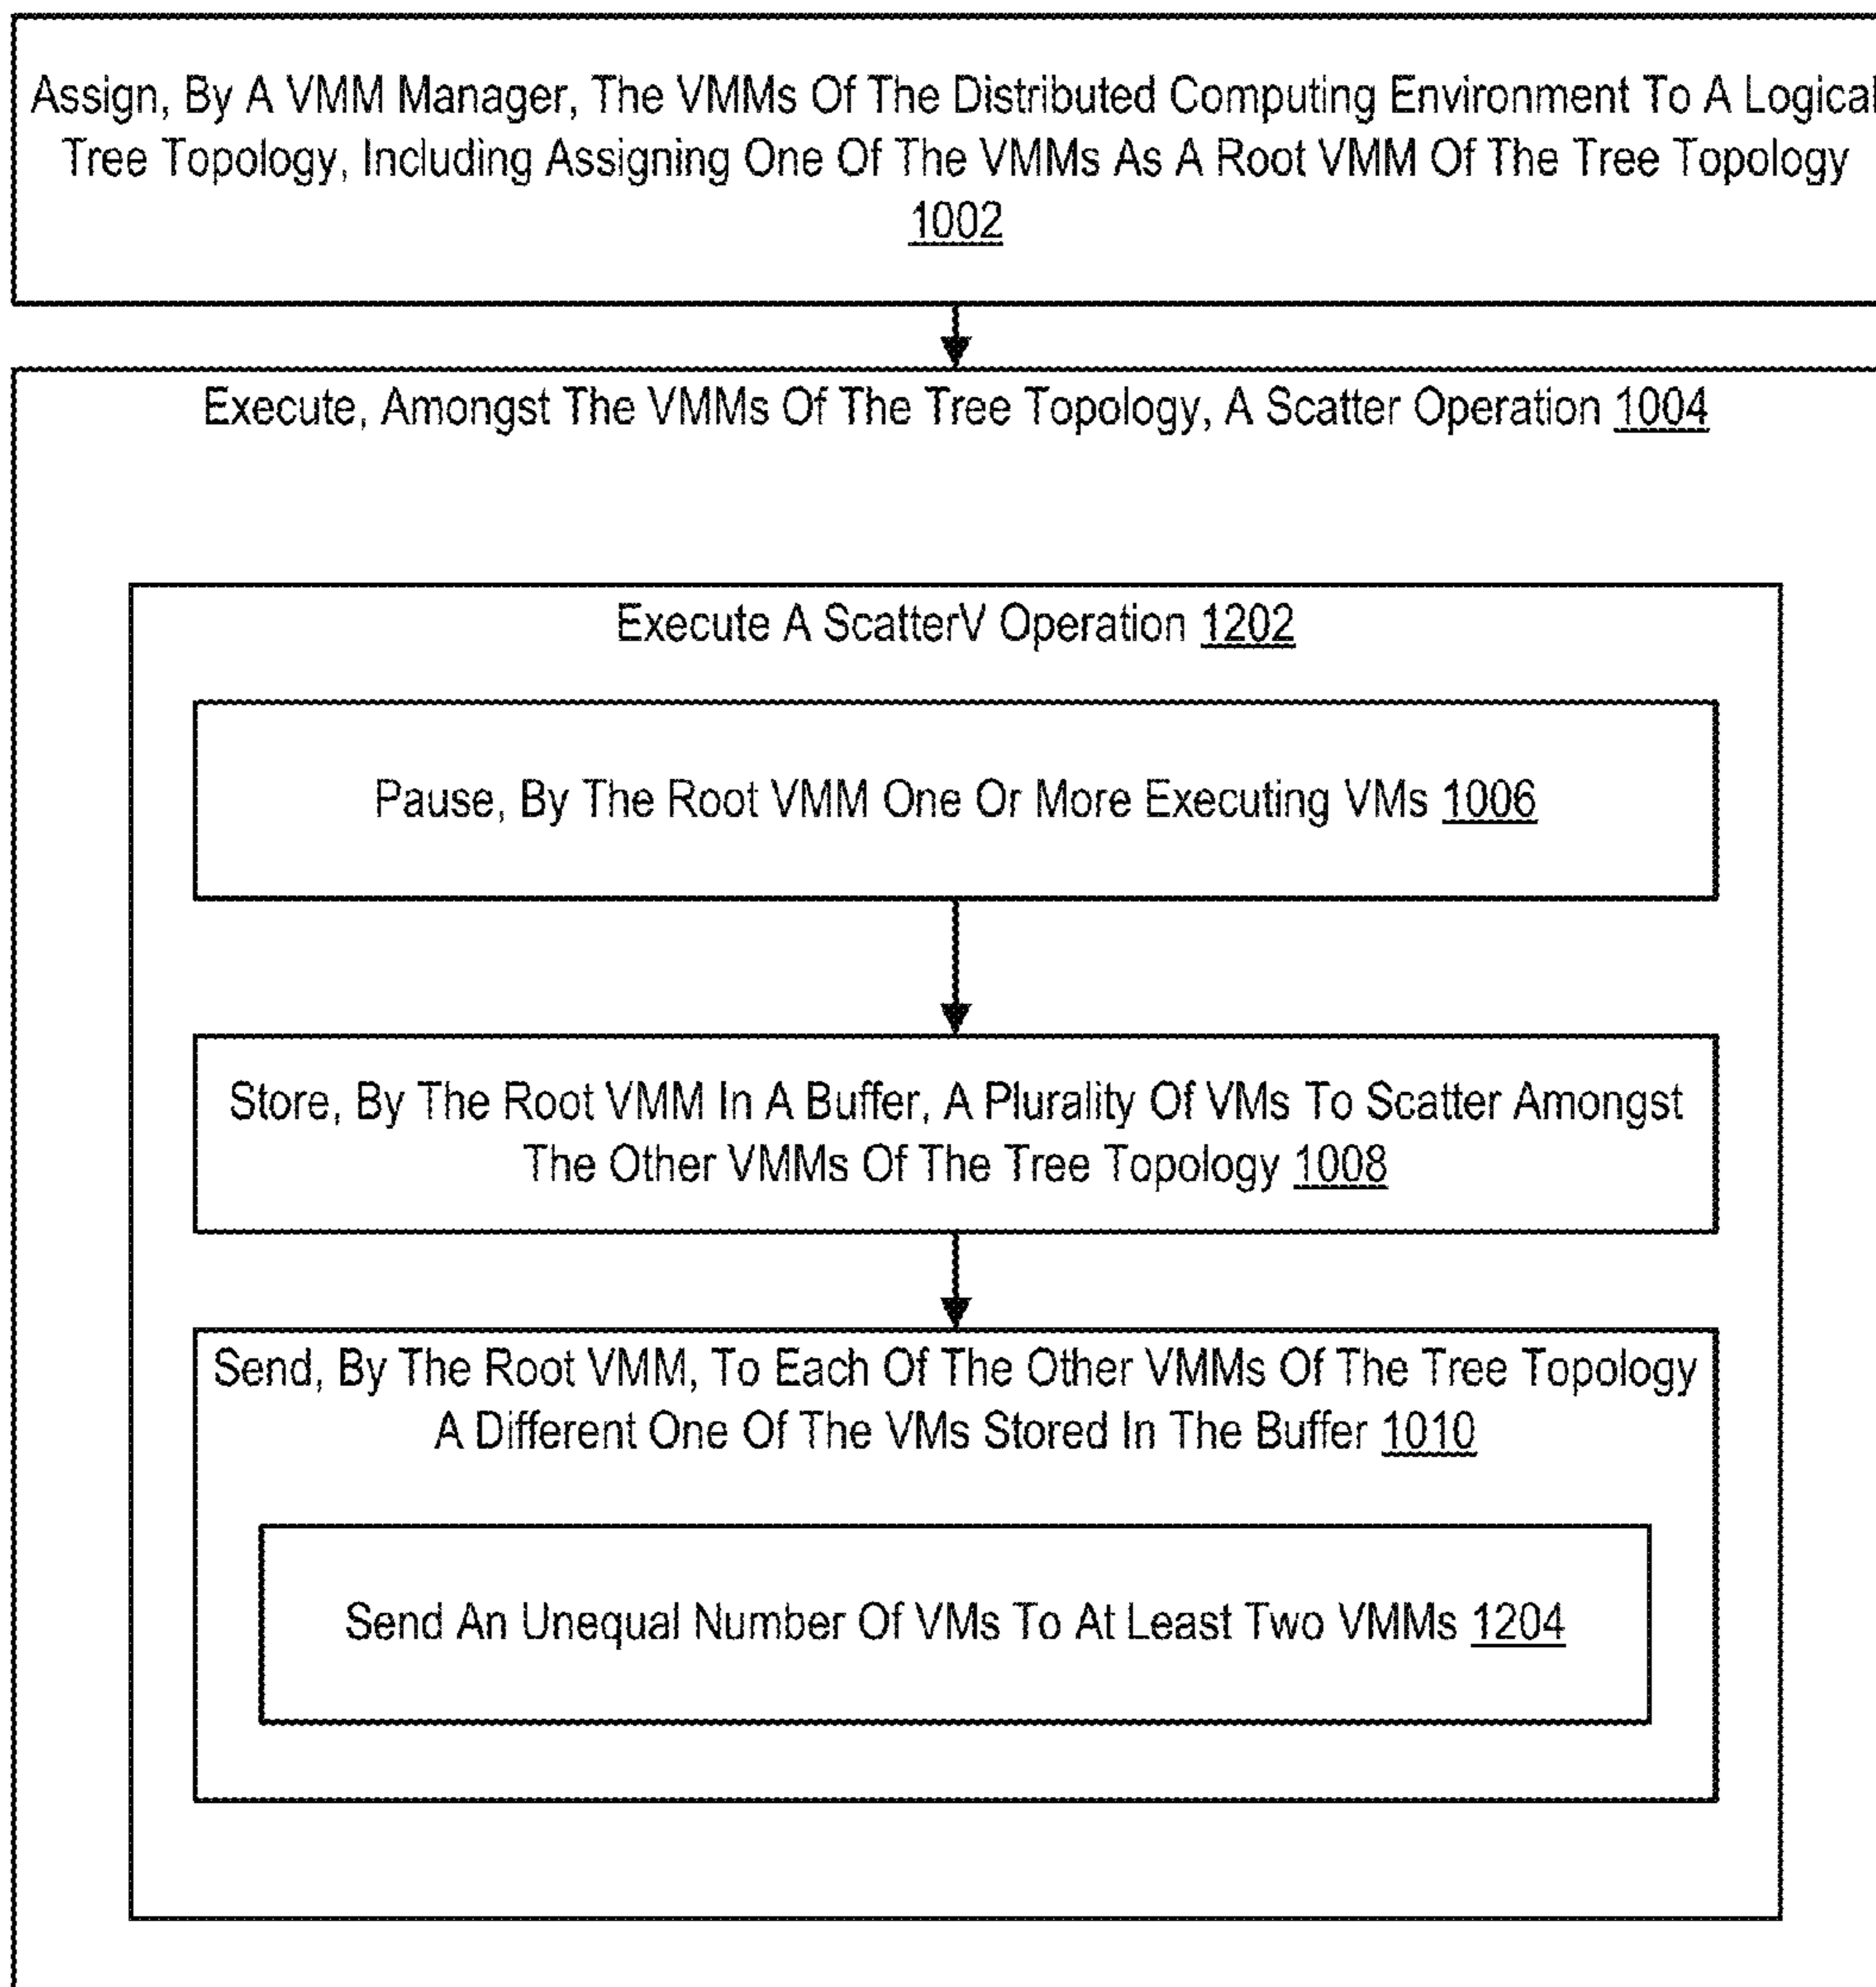 Assign, By A VMM Manager, The VMMs Of The Distributed Computing Environment To A Logical
Tree Topology, Including Assigning One Of The VMMs As A Root VMM Of The Tree Topology
1002
Execute, Amongst The VMMs Of The Tree Topology, A Scatter Operation 1004
Execute A ScatterV Operation 1202
Pause, By The Root VMM One Or More Executing VMs 1006
Store, By The Root VMM In A Buffer, A Plurality Of VMs To Scatter Amongst
The Other VMMs Of The Tree Topology 1008
Send, By The Root VMM, To Each Of The Other VMMs Of The Tree Topology
A Different One Of The VMs Stored In The Buffer 1010
Send An Unequal Number Of VMs To At Least Two VMMs 1204